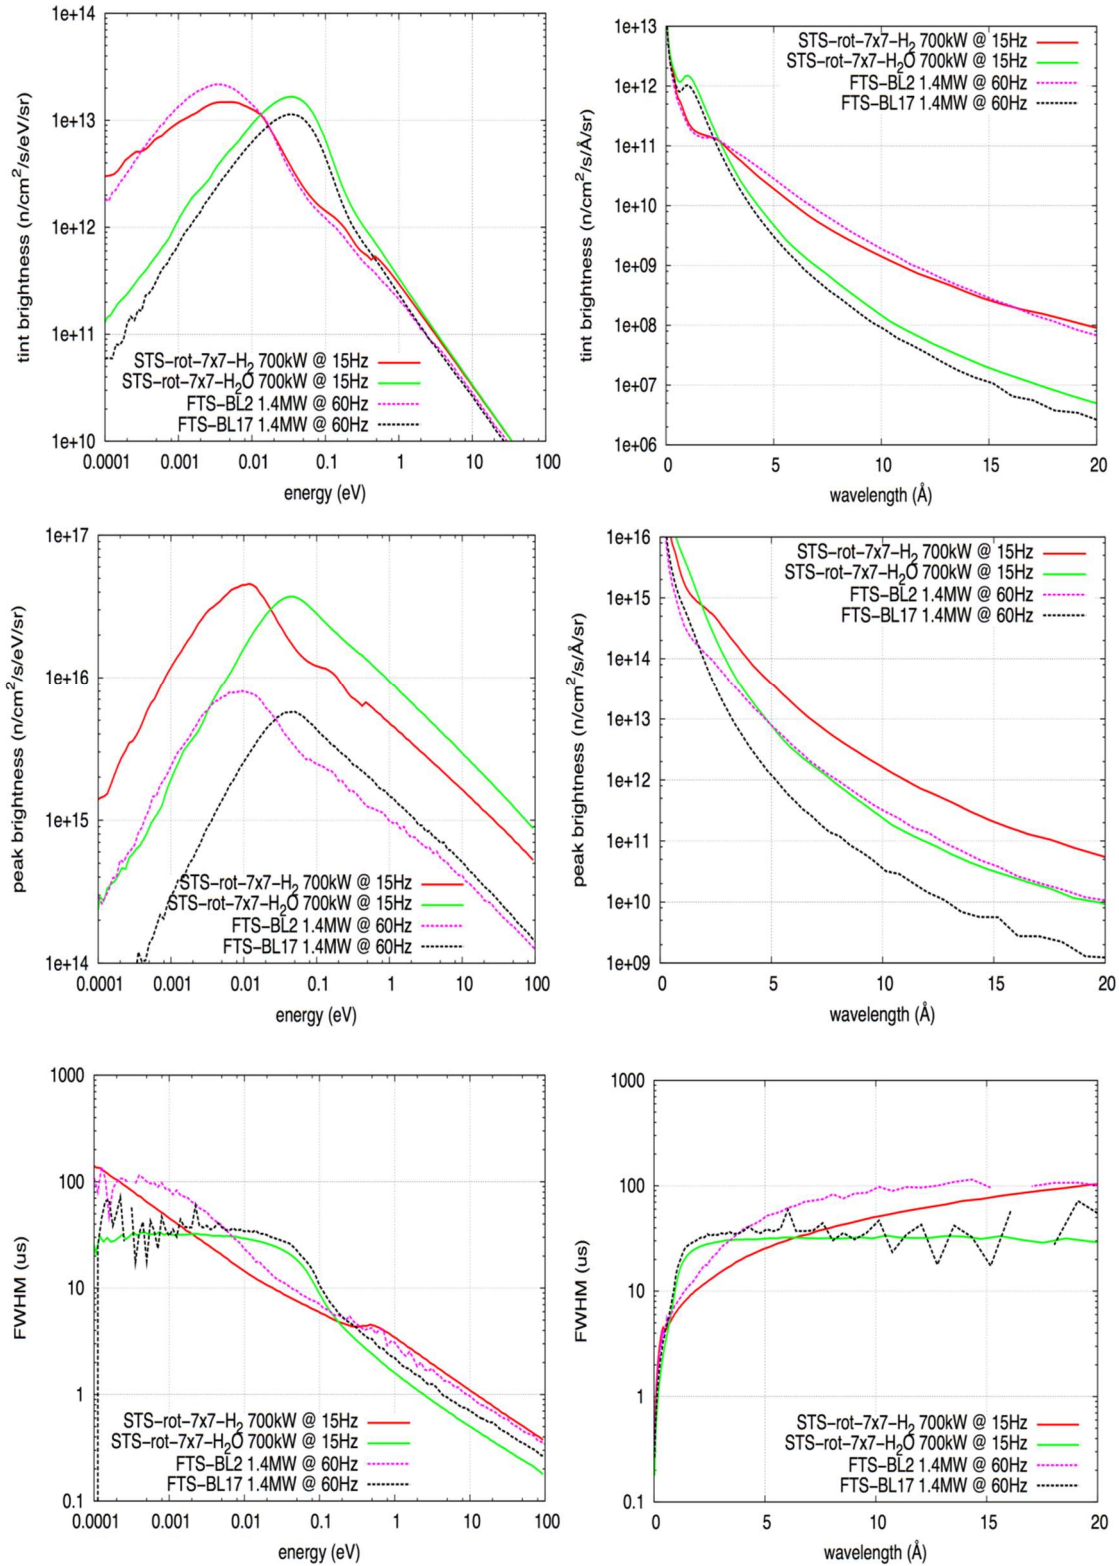 1e+14
1e+13
1e+12
1e+11
1e+10
tint brightness (n/cm²/s/eV/sr)
STS-rot-7x7-H₂ 700kW @ 15Hz
STS-rot-7x7-H₂O 700kW @ 15Hz
FTS-BL2 1.4MW @ 60Hz
FTS-BL17 1.4MW @ 60Hz
0.0001 0.001 0.01 0.1 1 10 100
energy (eV)
1e+13
1e+12
1e+11
1e+10
1e+09
1e+08
1e+07
1e+06
tint brightness (n/cm²/s/Å/sr)
STS-rot-7x7-H₂ 700kW @ 15Hz
STS-rot-7x7-H₂O 700kW @ 15Hz
FTS-BL2 1.4MW @ 60Hz
FTS-BL17 1.4MW @ 60Hz
0 5 10 15 20
wavelength (Å)
1e+17
1e+16
1e+15
1e+14
peak brightness (n/cm²/s/eV/sr)
STS-rot-7x7-H₂ 700kW @ 15Hz
STS-rot-7x7-H₂O 700kW @ 15Hz
FTS-BL2 1.4MW @ 60Hz
FTS-BL17 1.4MW @ 60Hz
0.0001 0.001 0.01 0.1 1 10 100
energy (eV)
1e+16
1e+15
1e+14
1e+13
1e+12
1e+11
1e+10
1e+09
peak brightness (n/cm²/s/Å/sr)
STS-rot-7x7-H₂ 700kW @ 15Hz
STS-rot-7x7-H₂O 700kW @ 15Hz
FTS-BL2 1.4MW @ 60Hz
FTS-BL17 1.4MW @ 60Hz
0 5 10 15 20
wavelength (Å)
1000
100
10
1
0.1
FWHM (us)
STS-rot-7x7-H₂ 700kW @ 15Hz
STS-rot-7x7-H₂O 700kW @ 15Hz
FTS-BL2 1.4MW @ 60Hz
FTS-BL17 1.4MW @ 60Hz
0.0001 0.001 0.01 0.1 1 10 100
energy (eV)
1000
100
10
1
0.1
FWHM (us)
STS-rot-7x7-H₂ 700kW @ 15Hz
STS-rot-7x7-H₂O 700kW @ 15Hz
FTS-BL2 1.4MW @ 60Hz
FTS-BL17 1.4MW @ 60Hz
0 5 10 15 20
wavelength (Å)